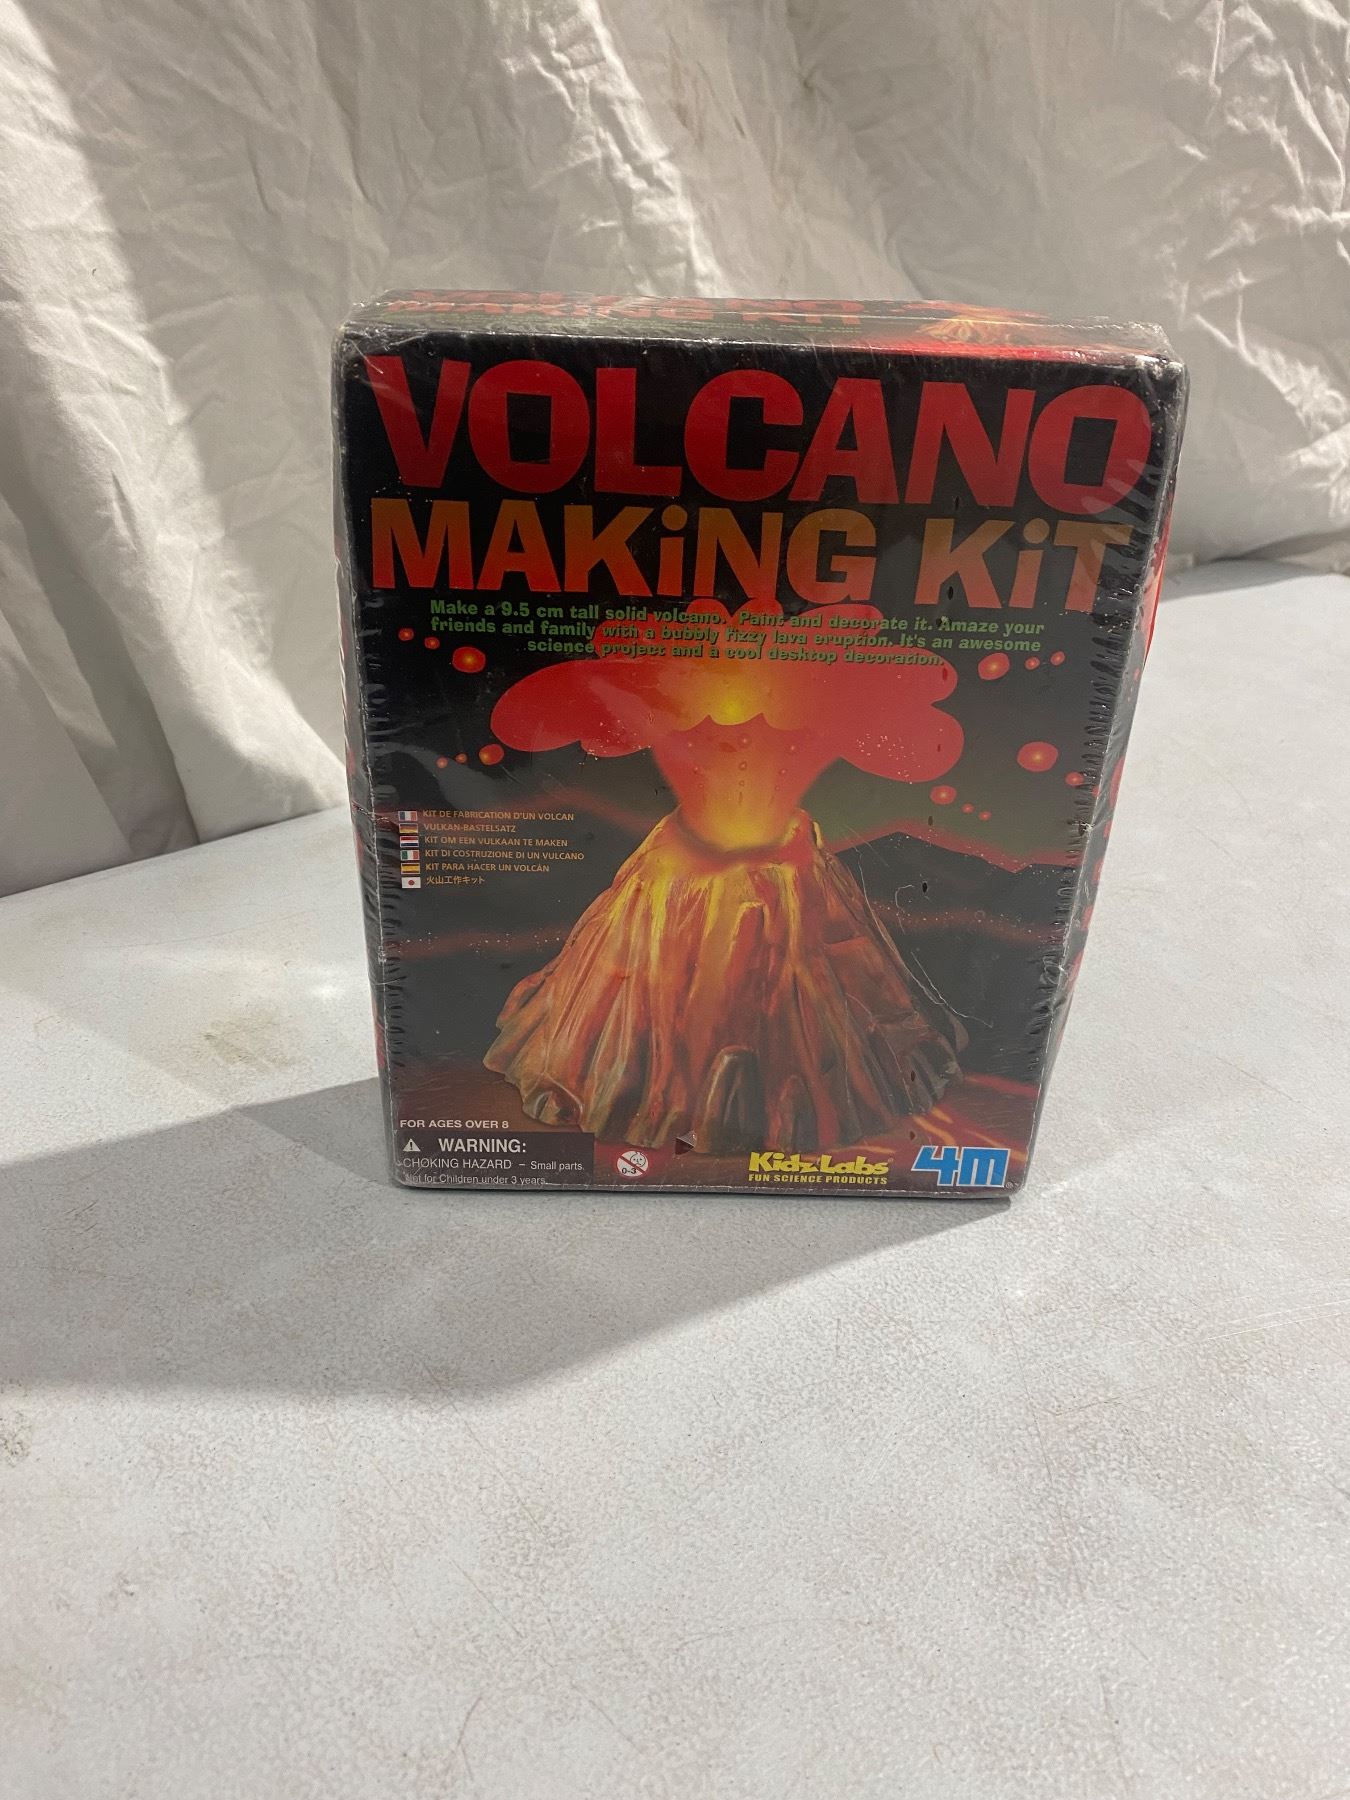 VOLCANO
MAKiNG KiT
VOLCANO
MAKiNG KiT
Make a 9.5 cm tall solid volcano. Paint and decorate it. Amaze your
friends and family with a bubbly fizzy lava eruption. It's an awesome
science project and a cool desktop decoration.
KIT DE FABRICATION D'UN VOLCAN
VULKAN-BASTELSATZ
KIT OM EEN VULKAAN TE MAKEN
KIT DI COSTRUZIONE DI UN VULCANO
KIT PARA HACER UN VOLCÁN
火山工作キット
FOR AGES OVER 8
WARNING:
CHOKING HAZARD – Small parts.
Not for Children under 3 years.
0-3
KidzLabs
FUN SCIENCE PRODUCTS
4M